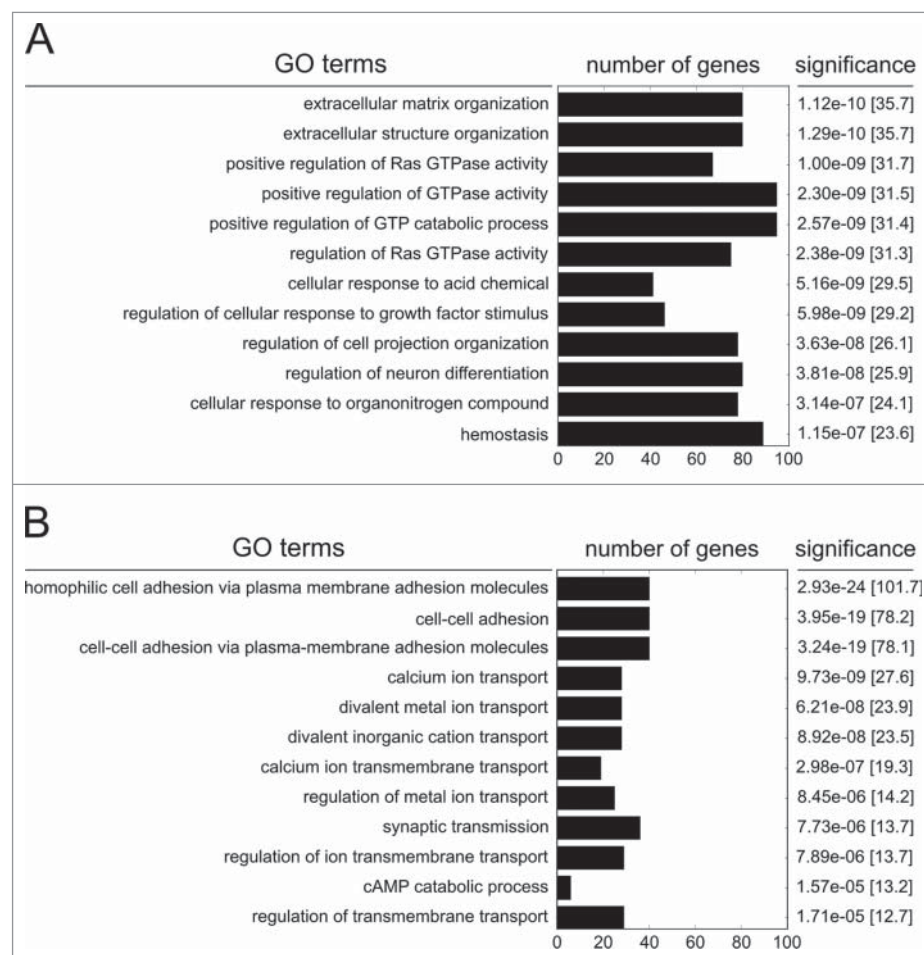 A
GO terms number of genes significance
extracellular matrix organization 1.12e-10 [35.7]
extracellular structure organization 1.29e-10 [35.7]
positive regulation of Ras GTPase activity 1.00e-09 [31.7]
positive regulation of GTPase activity 2.30e-09 [31.5]
positive regulation of GTP catabolic process 2.57e-09 [31.4]
regulation of Ras GTPase activity 2.38e-09 [31.3]
cellular response to acid chemical 5.16e-09 [29.5]
regulation of cellular response to growth factor stimulus 5.98e-09 [29.2]
regulation of cell projection organization 3.63e-08 [26.1]
regulation of neuron differentiation 3.81e-08 [25.9]
cellular response to organonitrogen compound 3.14e-07 [24.1]
hemostasis 1.15e-07 [23.6]
0 20 40 60 80 100
B
GO terms number of genes significance
homophilic cell adhesion via plasma membrane adhesion molecules 2.93e-24 [101.7]
cell-cell adhesion 3.95e-19 [78.2]
cell-cell adhesion via plasma-membrane adhesion molecules 3.24e-19 [78.1]
calcium ion transport 9.73e-09 [27.6]
divalent metal ion transport 6.21e-08 [23.9]
divalent inorganic cation transport 8.92e-08 [23.5]
calcium ion transmembrane transport 2.98e-07 [19.3]
regulation of metal ion transport 8.45e-06 [14.2]
synaptic transmission 7.73e-06 [13.7]
regulation of ion transmembrane transport 7.89e-06 [13.7]
cAMP catabolic process 1.57e-05 [13.2]
regulation of transmembrane transport 1.71e-05 [12.7]
0 20 40 60 80 100